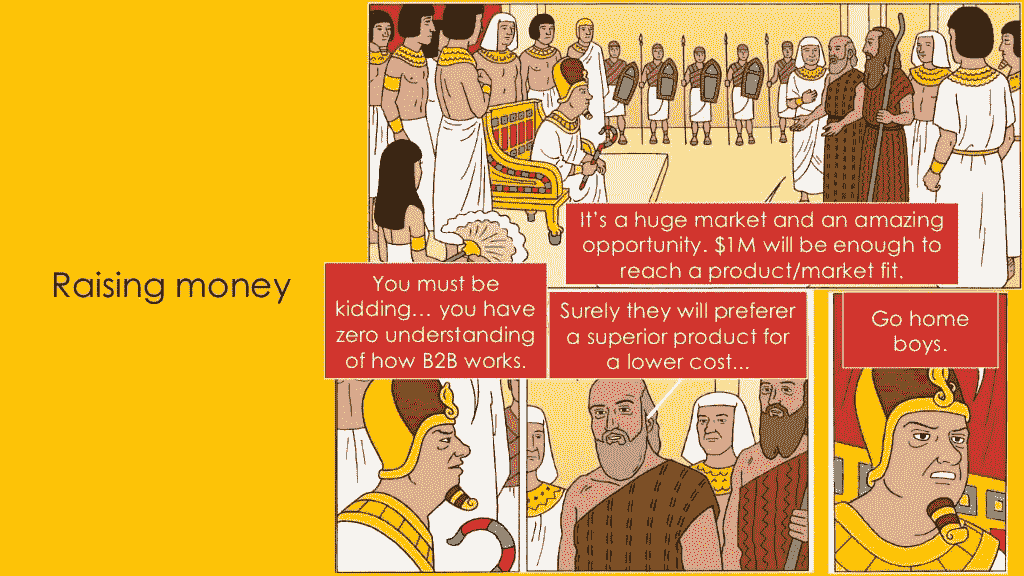 Raising money
It's a huge market and an amazing
opportunity. $1M will be enough to
reach a product/market fit.
You must be
kidding... you have
zero understanding
of how B2B works.
Surely they will preferer
a superior product for
a lower cost...
Go home
boys.